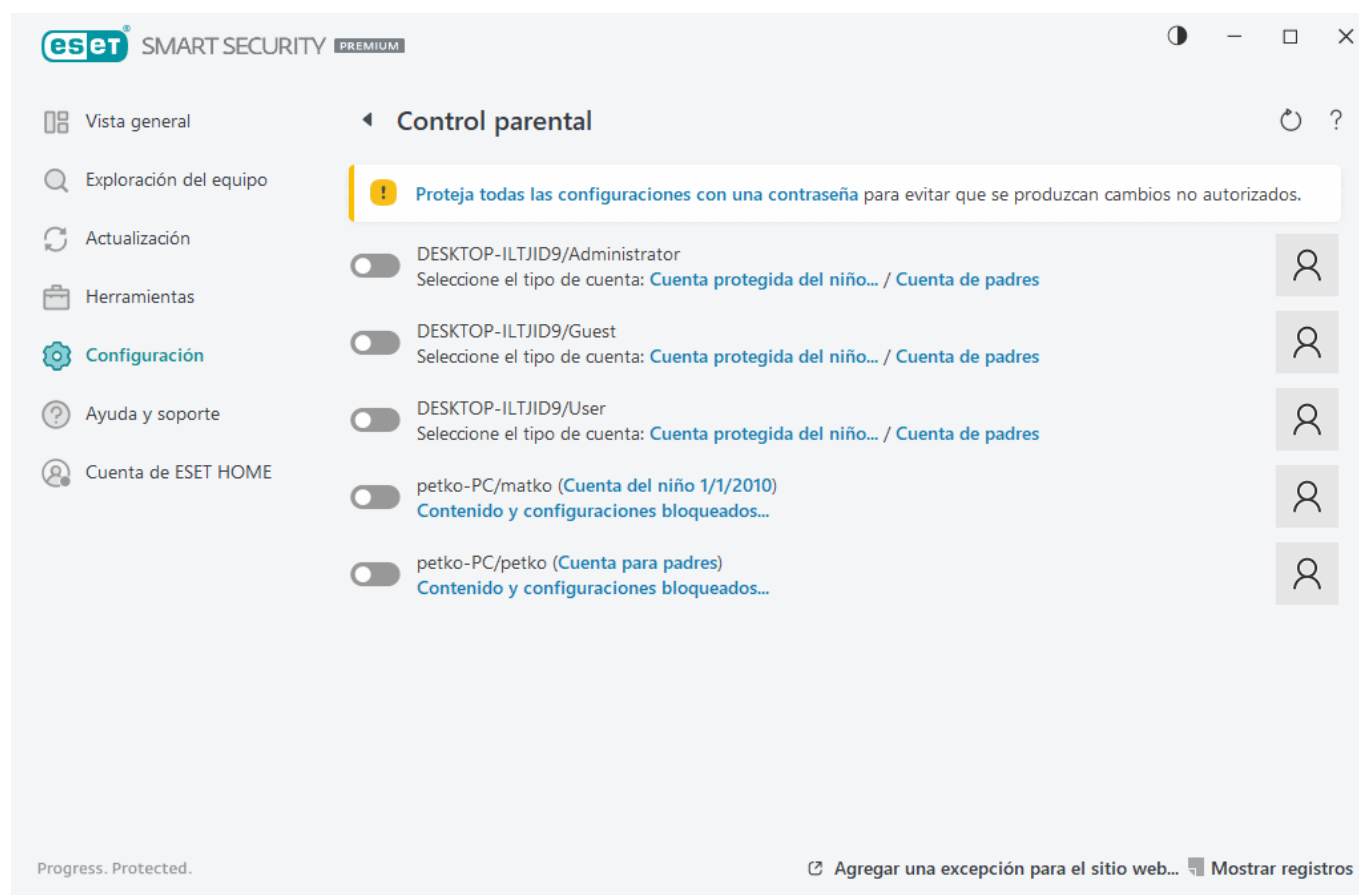 eset® SMART SECURITY PREMIUM
Vista general
Exploración del equipo
Actualización
Herramientas
Configuración
Ayuda y soporte
Cuenta de ESET HOME
Control parental
?
Proteja todas las configuraciones con una contraseña para evitar que se produzcan cambios no autorizados.
DESKTOP-ILTJID9/Administrator
Seleccione el tipo de cuenta: Cuenta protegida del niño... / Cuenta de padres
DESKTOP-ILTJID9/Guest
Seleccione el tipo de cuenta: Cuenta protegida del niño... / Cuenta de padres
DESKTOP-ILTJID9/User
Seleccione el tipo de cuenta: Cuenta protegida del niño... / Cuenta de padres
petko-PC/matko (Cuenta del niño 1/1/2010)
Contenido y configuraciones bloqueados...
petko-PC/petko (Cuenta para padres)
Contenido y configuraciones bloqueados...
Progress. Protected.
Agregar una excepción para el sitio web... Mostrar registros